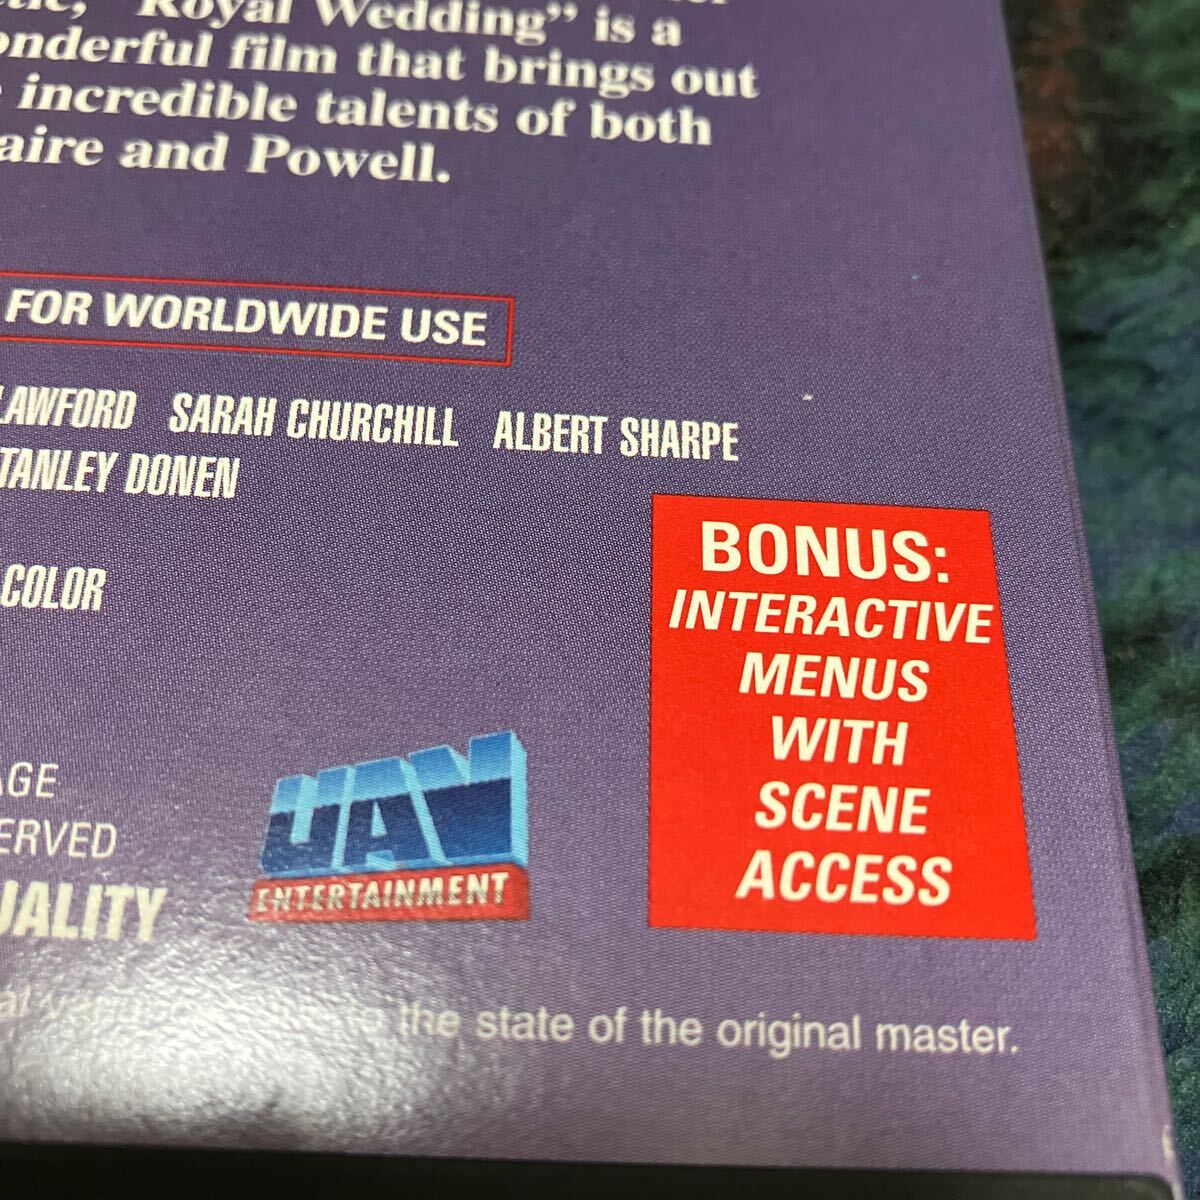 "Royal Wedding" is a
wonderful film that brings out
incredible talents of both
aire and Powell.
FOR WORLDWIDE USE
LAWFORD SARAH CHURCHILL ALBERT SHARPE
TANLEY DONEN
COLOR
BONUS:
INTERACTIVE
MENUS
WITH
SCENE
ACCESS
AGE
ERVED
UALITY
UAV
ENTERTAINMENT
to the state of the original master.